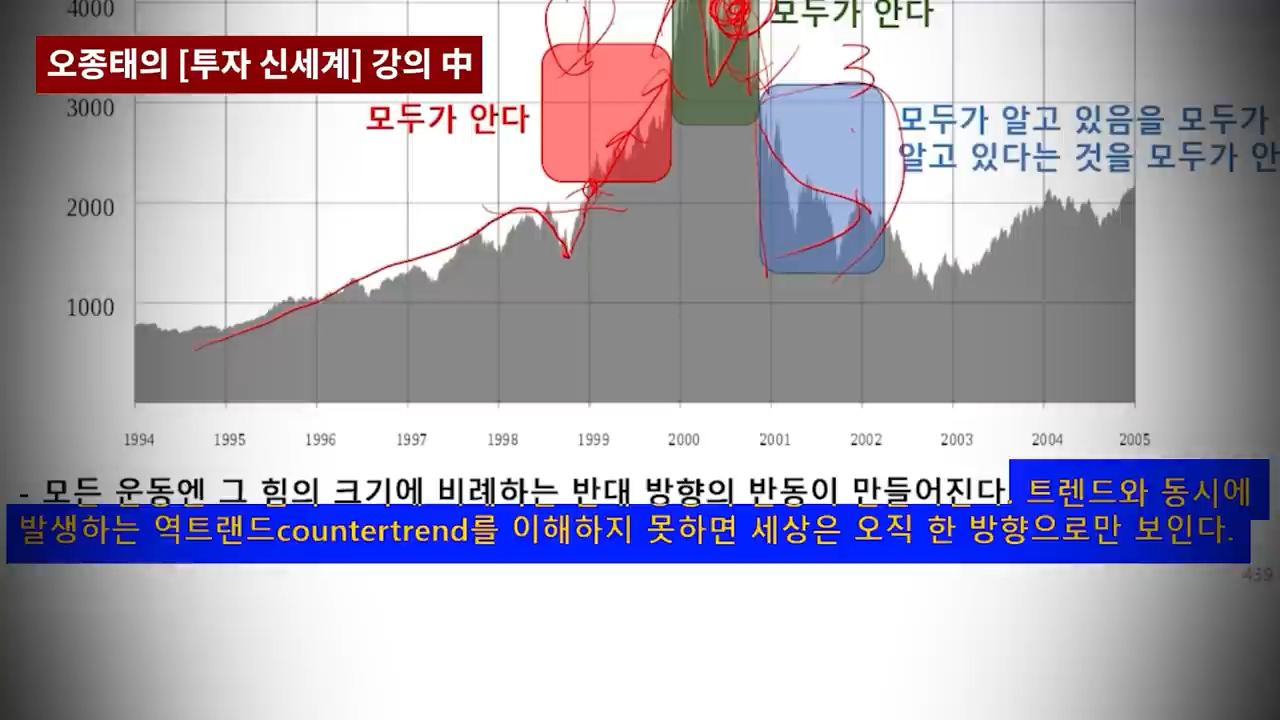 4000
모두가 안다
오종태의 [투자 신세계] 강의 中
3
3000
모두가 안다
모두가 알고 있음을 모두가
알고 있다는 것을 모두가 안
2000
1000
1994 1995 1996 1997 1998 1999 2000 2001 2002 2003 2004 2005
- 모든 운동엔 그 힘의 크기에 비례하는 반대 방향의 반동이 만들어진다. 트렌드와 동시에
발생하는 역트랜드countertrend를 이해하지 못하면 세상은 오직 한 방향으로만 보인다.
439